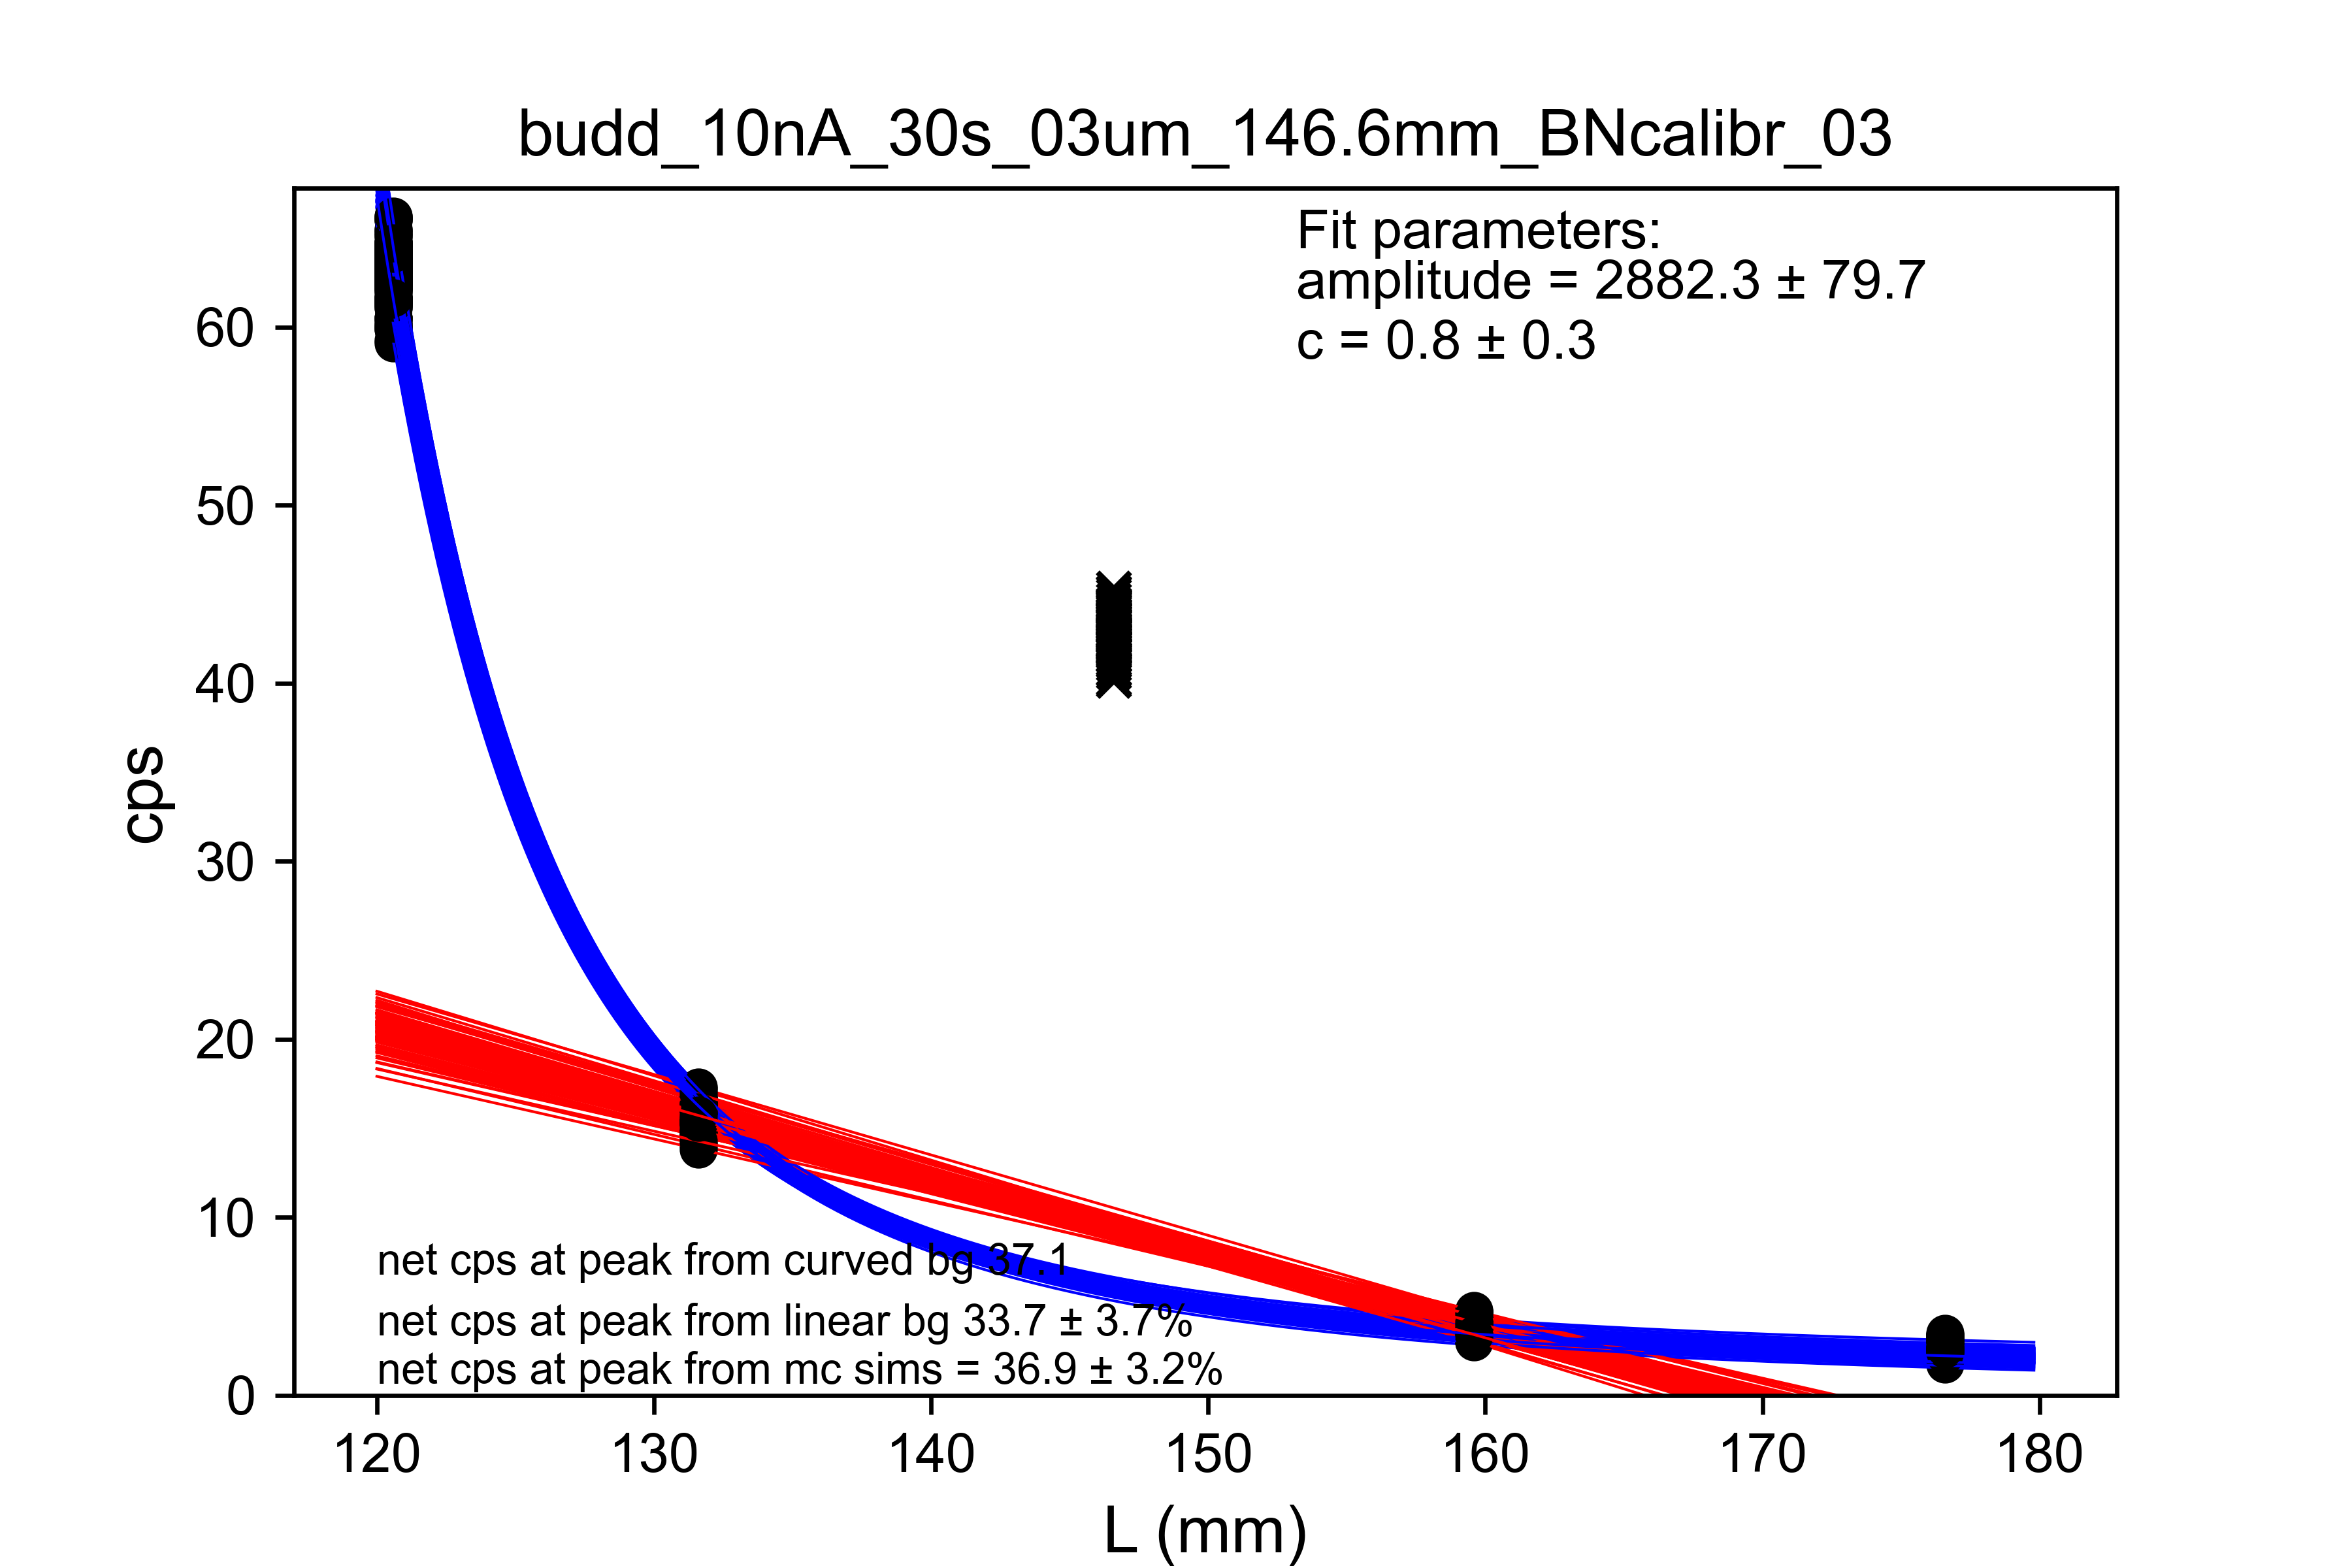 budd_10nA_30s_03um_146.6mm_BNcalibr_03
Fit parameters:
amplitude = 2882.3 ± 79.7
c = 0.8 ± 0.3
60
50
40
30
20
10
0
cps
net cps at peak from curved bg 37.1
net cps at peak from linear bg 33.7 ± 3.7%
net cps at peak from mc sims = 36.9 ± 3.2%
120 130 140 150 160 170 180
L (mm)